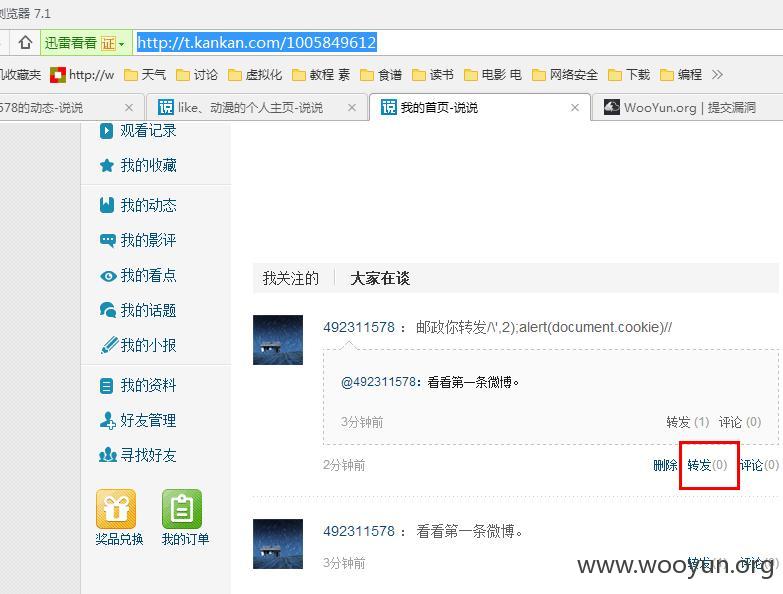 浏览器 7.1
迅雷看看 证 http://t.kankan.com/1005849612
机收藏夹 http://w 天气 讨论 虚拟化 教程 素 食谱 读书 电影 电 网络安全 下载 编程 »
578的动态-说说 × 说 like、动漫的个人主页-说说 × 说 我的首页-说说 × WooYun.org | 提交漏洞
观看记录
我的收藏
我的动态
我的影评
我的看点
我的话题
我的小报
我的资料
好友管理
寻找好友
奖品兑换 我的订单
我关注的 大家在谈
492311578 : 邮政你转发/\',2);alert(document.cookie)//
@492311578: 看看第一条微博。
3分钟前 转发 (1) 评论 (0)
2分钟前 删除 转发(0) 评论(0)
492311578 : 看看第一条微博。
3分钟前 转发(1) 评论(0)
www.wooyun.org